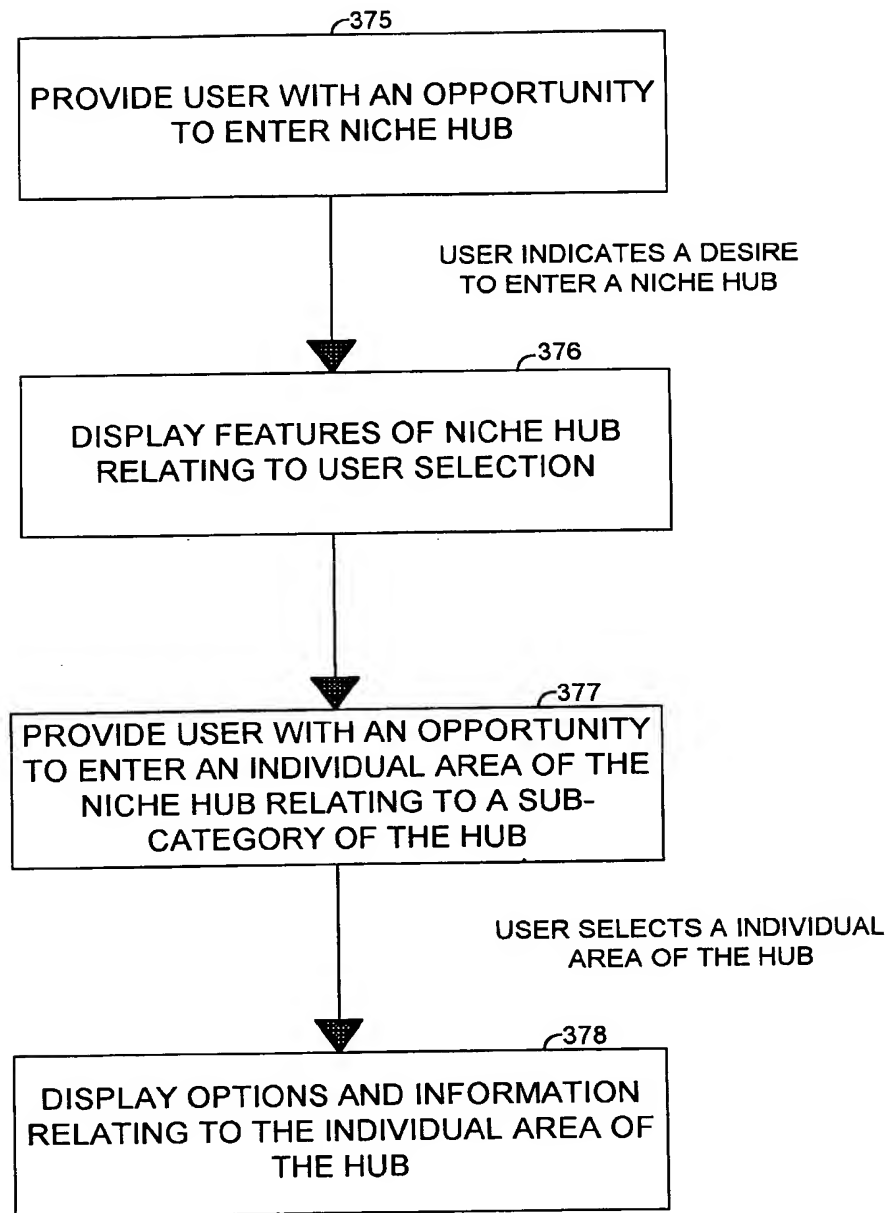 375
PROVIDE USER WITH AN OPPORTUNITY
TO ENTER NICHE HUB
USER INDICATES A DESIRE
TO ENTER A NICHE HUB
376
DISPLAY FEATURES OF NICHE HUB
RELATING TO USER SELECTION
377
PROVIDE USER WITH AN OPPORTUNITY
TO ENTER AN INDIVIDUAL AREA OF THE
NICHE HUB RELATING TO A SUB-
CATEGORY OF THE HUB
USER SELECTS A INDIVIDUAL
AREA OF THE HUB
378
DISPLAY OPTIONS AND INFORMATION
RELATING TO THE INDIVIDUAL AREA OF
THE HUB